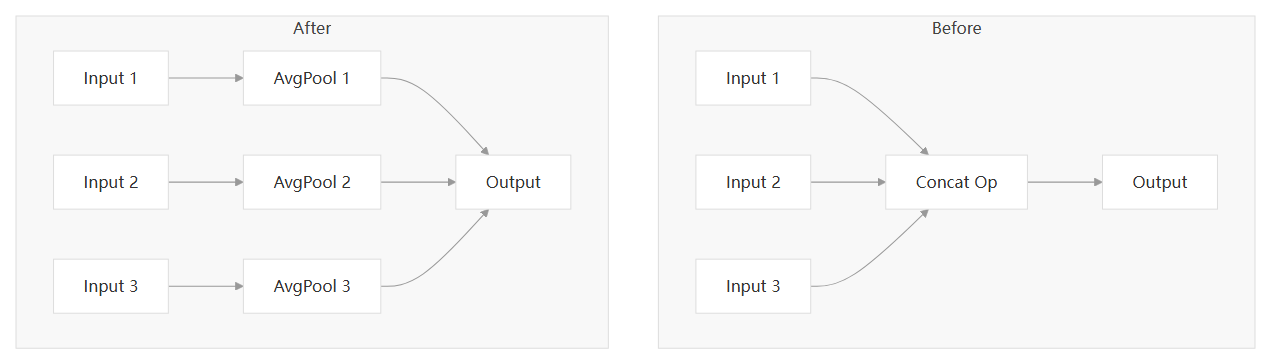 After
Input 1
AvgPool 1
Input 2
AvgPool 2
Output
Input 3
AvgPool 3
Before
Input 1
Input 2
Concat Op
Output
Input 3